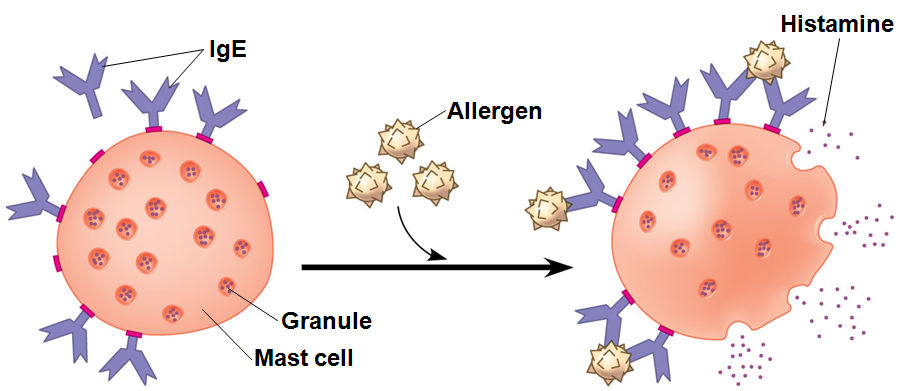 IgE
Histamine
Allergen
Granule
Mast cell